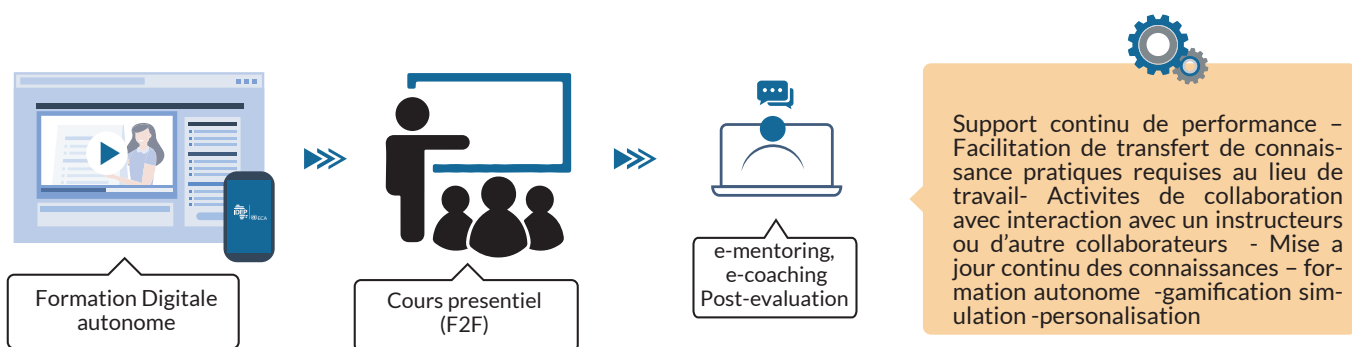 IDEP
ECA
Formation Digitale
autonome
Cours presentiel
(F2F)
e-mentoring,
e-coaching
Post-evaluation
Support continu de performance –
Facilitation de transfert de connais-
sance pratiques requises au lieu de
travail- Activites de collaboration
avec interaction avec un instructeurs
ou d'autre collaborateurs - Mise a
jour continu des connaissances – for-
mation autonome -gamification sim-
ulation -personalisation